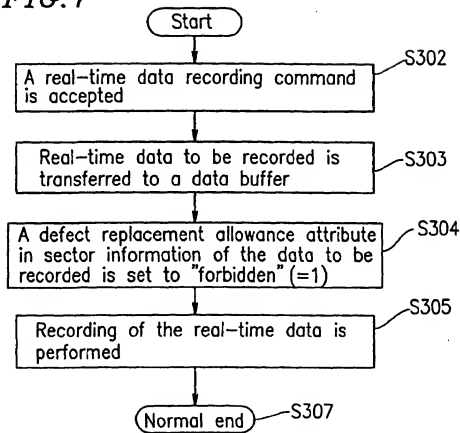 FIG. 7
Start
A real-time data recording command
is accepted
S302
Real-time data to be recorded is
transferred to a data buffer
S303
A defect replacement allowance attribute
in sector information of the data to be
recorded is set to "forbidden" (=1)
S304
Recording of the real-time data is
performed
S305
Normal end
S307